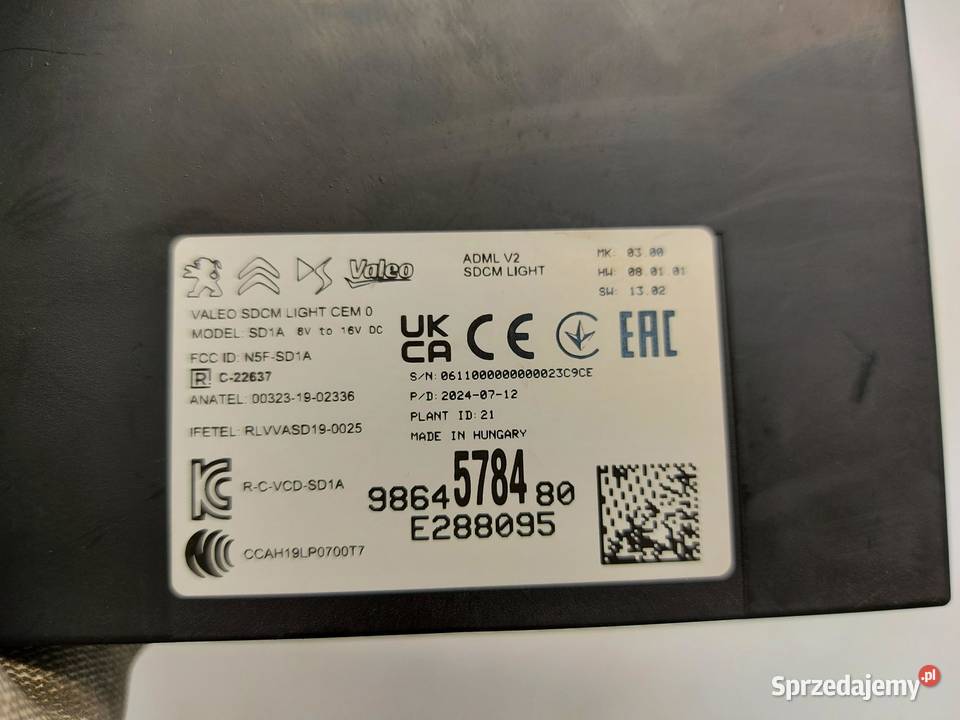 Valeo
VALEO SDCM LIGHT CEM 0
MODEL: SD1A 8V to 16V DC
FCC ID: N5F-SD1A
R C-22637
ANATEL: 00323-19-02336
IFETEL: RLVVASD19-0025
R-C-VCD-SD1A
CCAH19LP0700T7
ADML V2
SDCM LIGHT
MK: 03.00
HW: 08.01.01
SW: 13.02
UK
CA
CE
EAC
S/N: 0611000000000023C9CE
P/D: 2024-07-12
PLANT ID: 21
MADE IN HUNGARY
9864578480
E288095
Sprzedajemy.pl